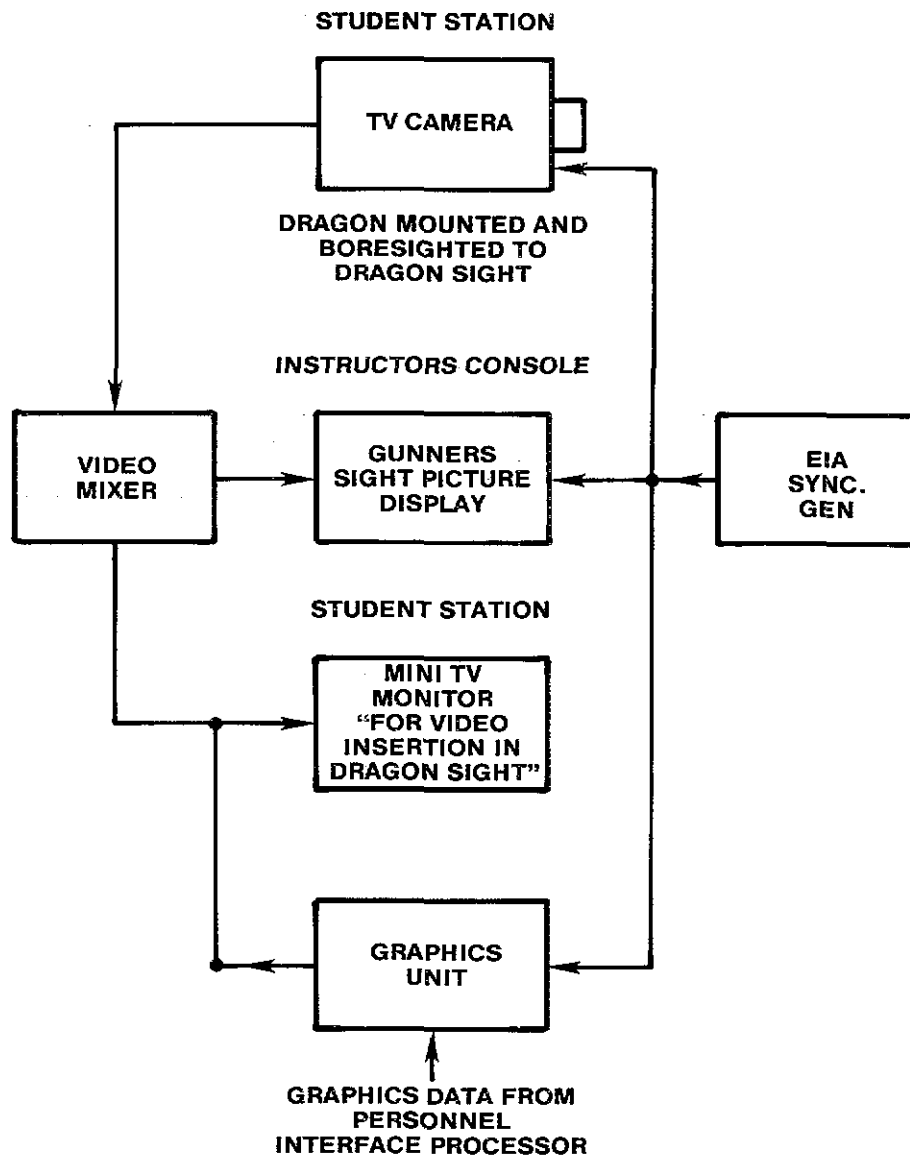 STUDENT STATION
TV CAMERA
DRAGON MOUNTED AND
BORESIGHTED TO
DRAGON SIGHT
INSTRUCTORS CONSOLE
VIDEO
MIXER
GUNNERS
SIGHT PICTURE
DISPLAY
EIA
SYNC.
GEN
STUDENT STATION
MINI TV
MONITOR
“FOR VIDEO
INSERTION IN
DRAGON SIGHT”
GRAPHICS
UNIT
GRAPHICS DATA FROM
PERSONNEL
INTERFACE PROCESSOR